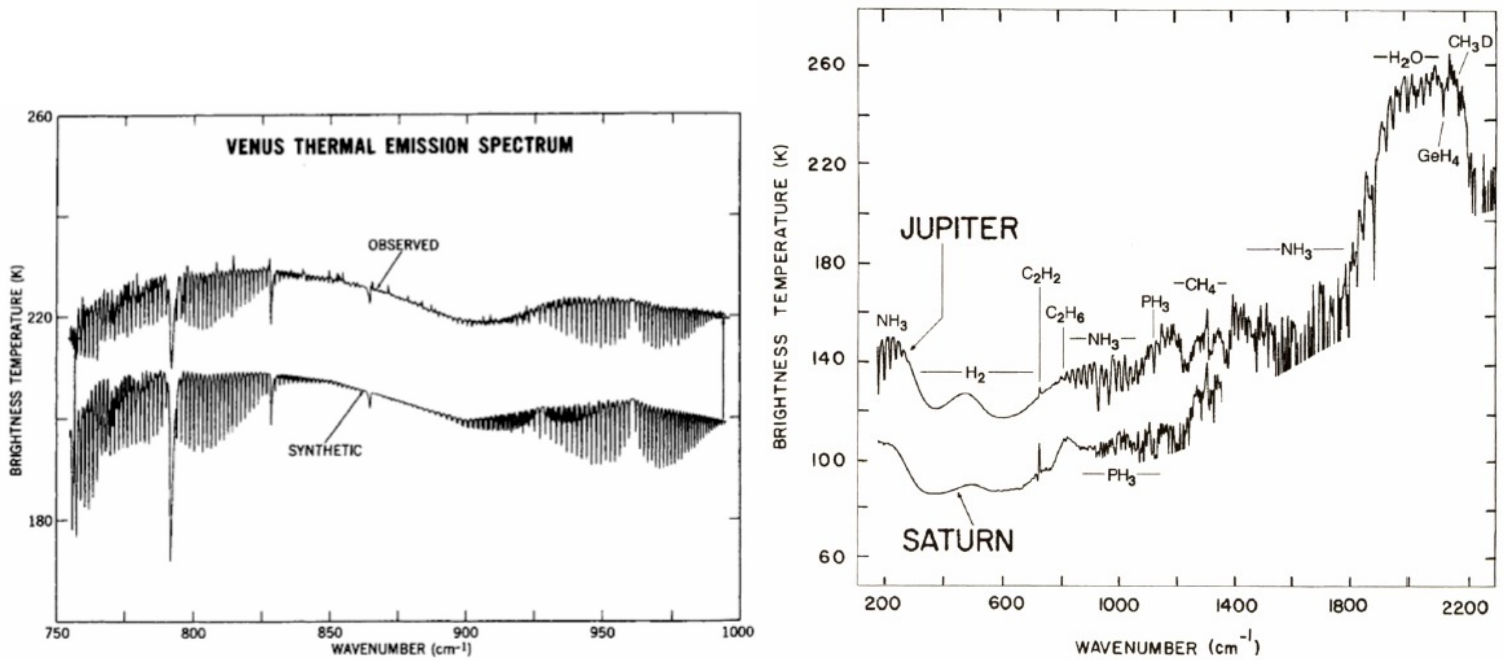 VENUS THERMAL EMISSION SPECTRUM
260
220
180
BRIGHTNESS TEMPERATURE (K)
OBSERVED
SYNTHETIC
750 800 850 900 950 1000
WAVENUMBER (cm⁻¹)
260
220
180
140
100
60
BRIGHTNESS TEMPERATURE (K)
CH₃D
–H₂O–
GeH₄
JUPITER
–NH₃–
C₂H₂
–CH₄–
PH₃
C₂H₆
NH₃
–NH₃–
H₂
–PH₃–
SATURN
200 600 1000 1400 1800 2200
WAVENUMBER (cm⁻¹)